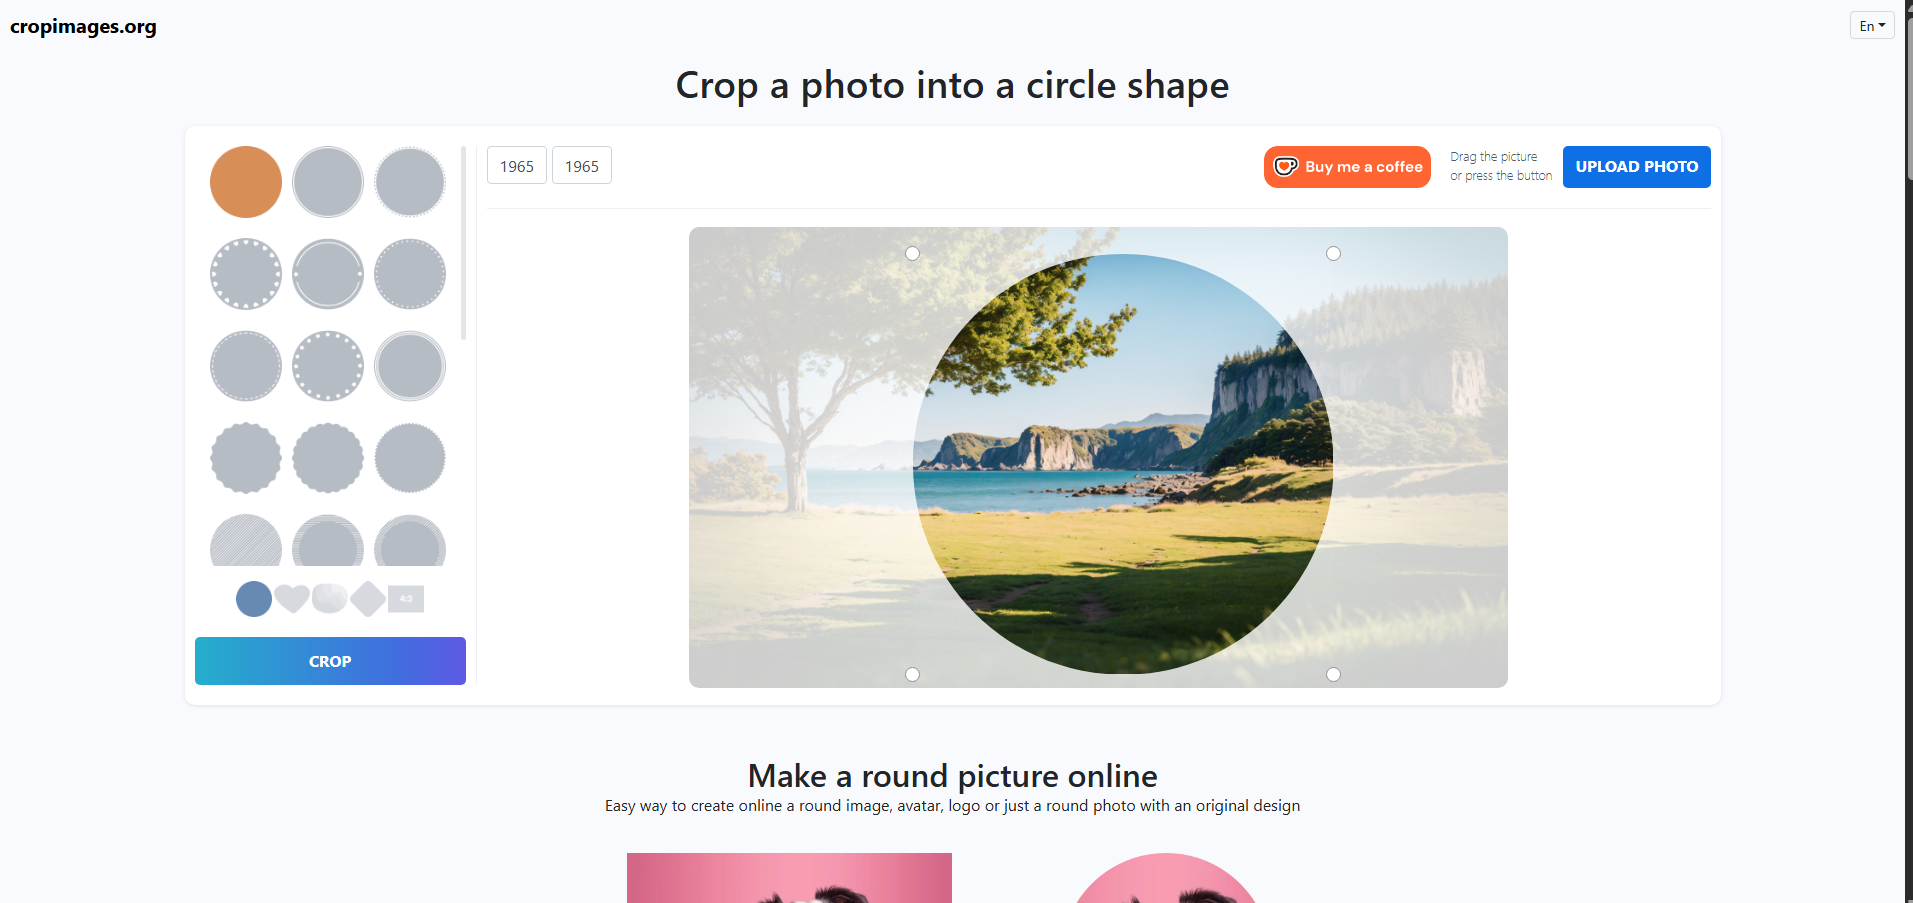 cropimages.org
En
Crop a photo into a circle shape
1965
1965
Buy me a coffee
Drag the picture
or press the button
UPLOAD PHOTO
4:3
CROP
Make a round picture online
Easy way to create online a round image, avatar, logo or just a round photo with an original design